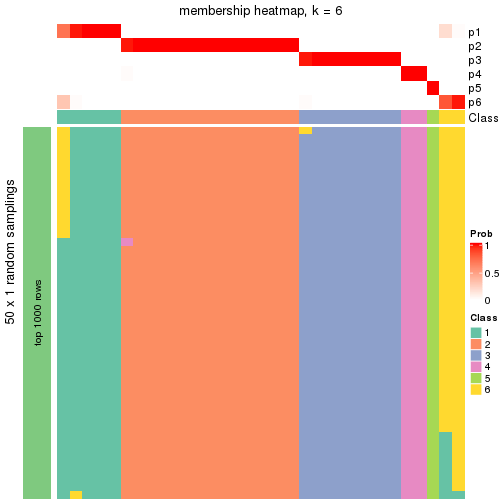 membership heatmap, k = 6
p1
p2
p3
p4
p5
p6
Class
50 x 1 random samplings
top 1000 rows
Prob
1
0.5
0
Class
1
2
3
4
5
6